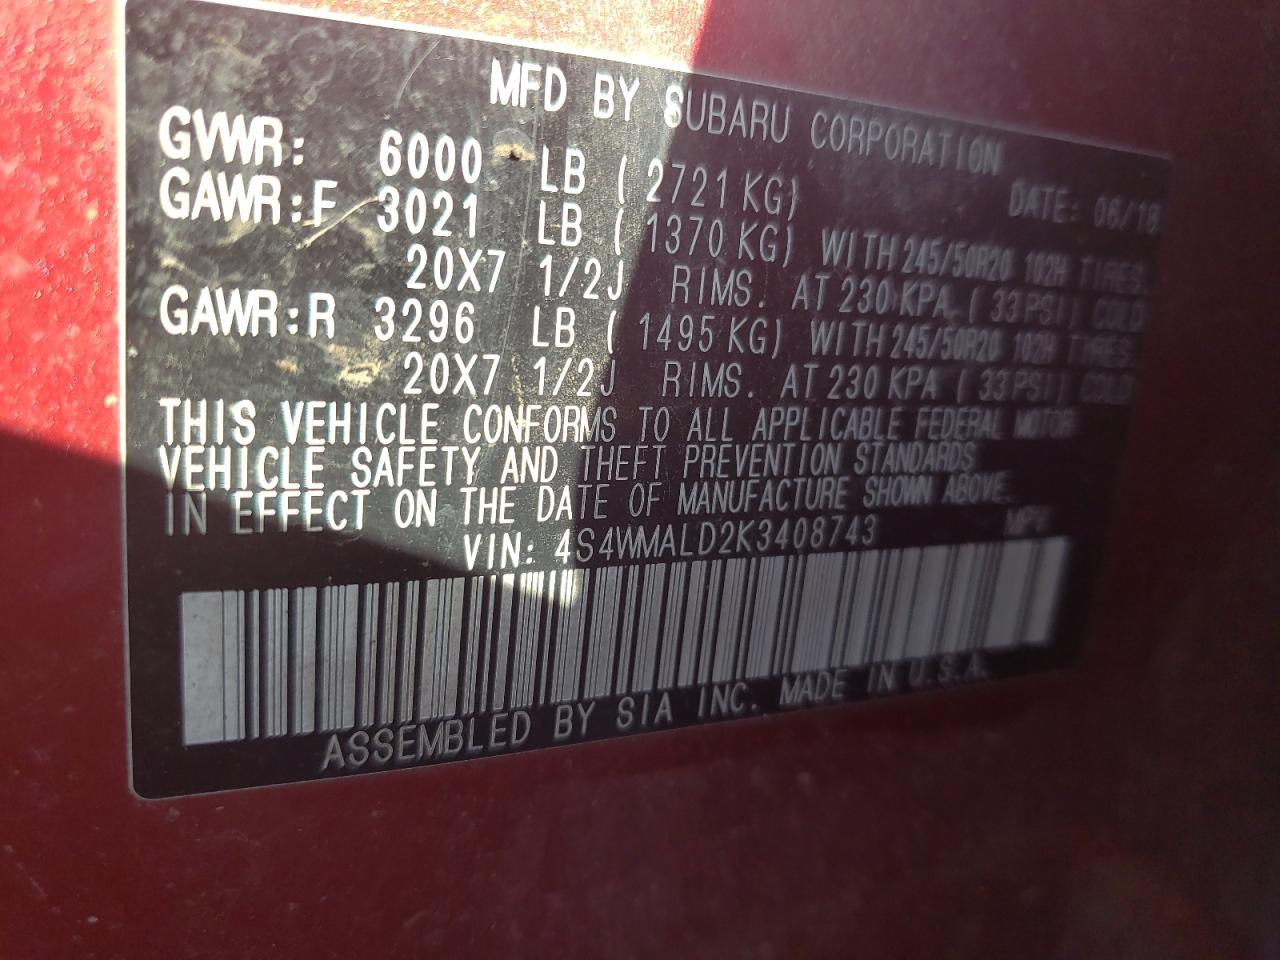 MFD BY SUBARU CORPORATION
GVWR: 6000 LB ( 2721 KG) DATE: 06/18
GAWR:F 3021 LB ( 1370 KG) WITH 245/50R20 102H TIRES.
20X7 1/2J RIMS. AT 230 KPA ( 33 PSI) COLD
GAWR:R 3296 LB ( 1495 KG) WITH 245/50R20 102H TIRES.
20X7 1/2J RIMS. AT 230 KPA ( 33 PSI) COLD
THIS VEHICLE CONFORMS TO ALL APPLICABLE FEDERAL MOTOR
VEHICLE SAFETY AND THEFT PREVENTION STANDARDS
IN EFFECT ON THE DATE OF MANUFACTURE SHOWN ABOVE.
VIN: 4S4WMALD2K3408743 MPV
ASSEMBLED BY SIA INC. MADE IN U.S.A.